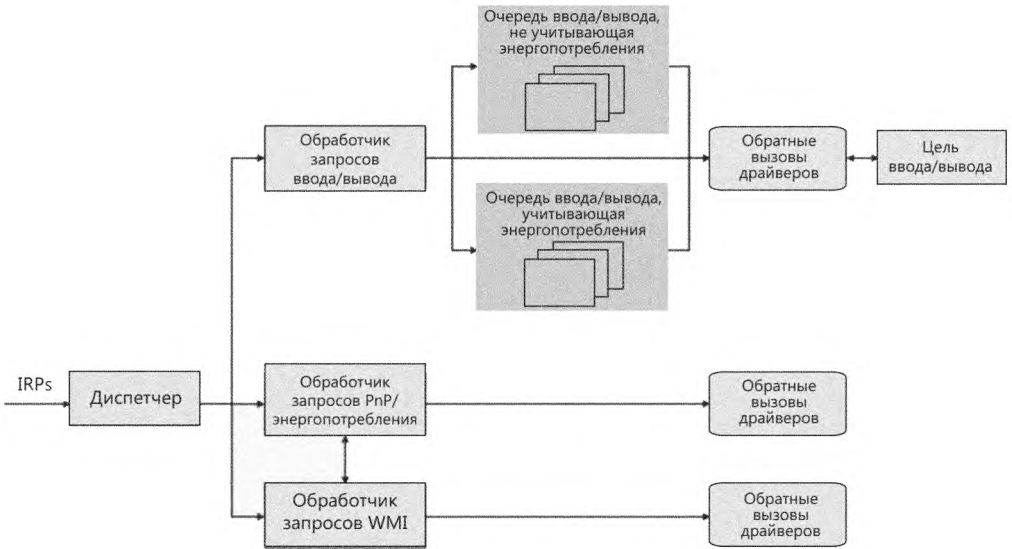 Очередь ввода/вывода,
не учитывающая
энергопотребления
Обработчик
запросов
ввода/вывода
Обратные
вызовы
драйверов
Цель
ввода/вывода
Очередь ввода/вывода,
учитывающая
энергопотребления
IRPs
Диспетчер
Обработчик
запросов PnP/
энергопотребления
Обратные
вызовы
драйверов
Обработчик
запросов WMI
Обратные
вызовы
драйверов